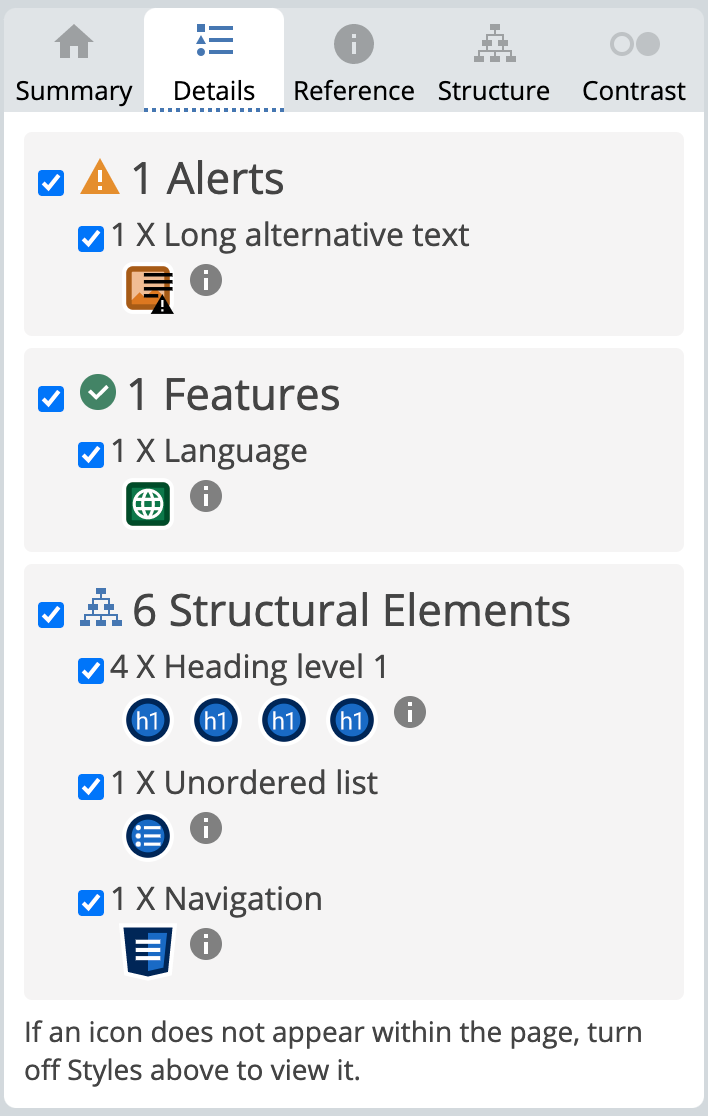 Summary Details Reference Structure Contrast
1 Alerts
1 X Long alternative text
1 Features
1 X Language
6 Structural Elements
4 X Heading level 1
h1 h1 h1 h1
1 X Unordered list
1 X Navigation
If an icon does not appear within the page, turn
off Styles above to view it.